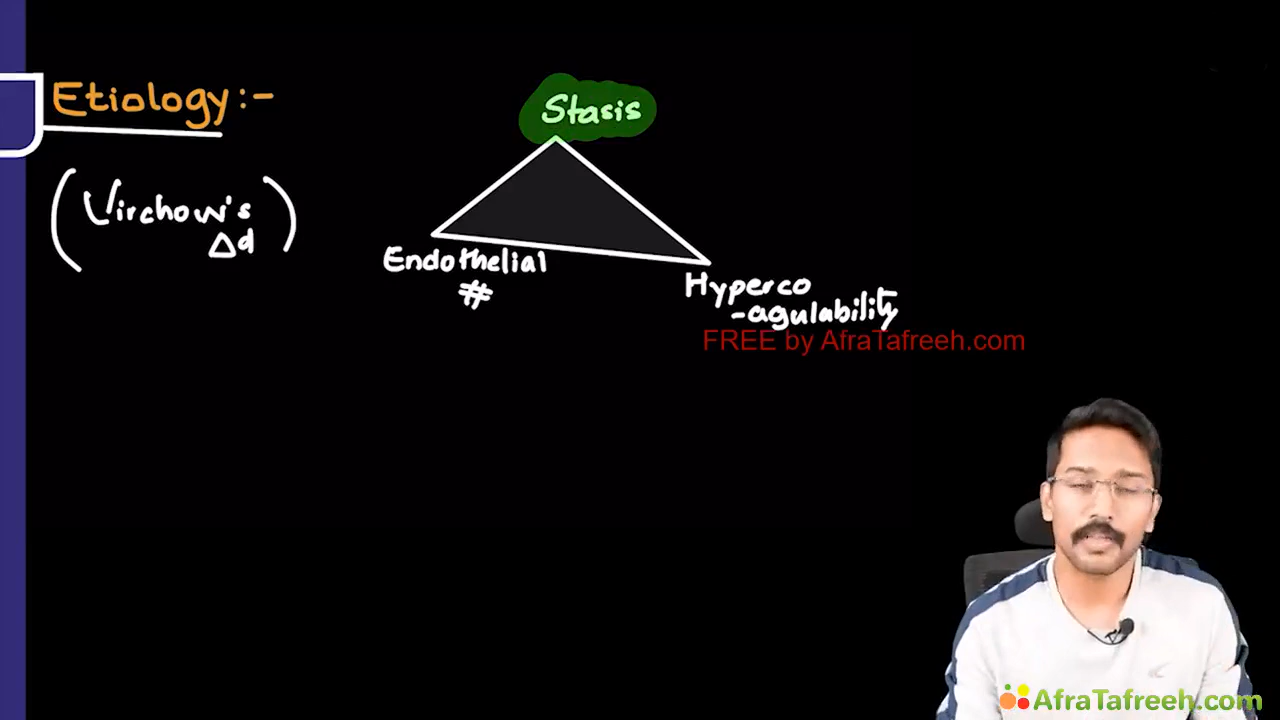 Etiology :-
Stasis
(Virchow's
Δd)
Endothelial
#
Hyperco
-agulability
FREE by AfraTafreeh.com
AfraTafreeh.com